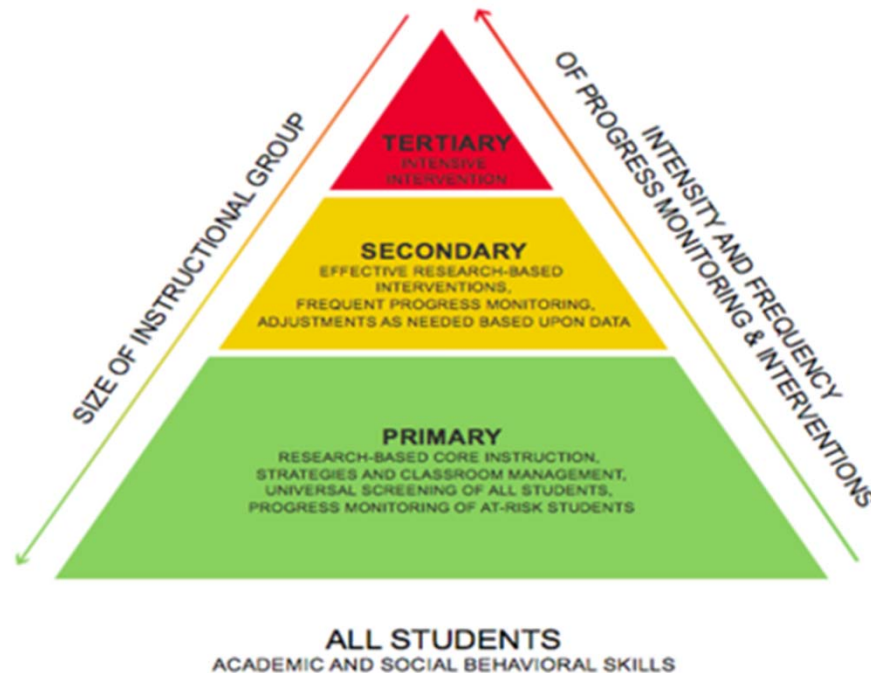 TERTIARY
INTENSIVE
INTERVENTION
SIZE OF INSTRUCTIONAL GROUP
INTENSITY AND FREQUENCY
OF PROGRESS MONITORING & INTERVENTIONS
SECONDARY
EFFECTIVE RESEARCH-BASED
INTERVENTIONS,
FREQUENT PROGRESS MONITORING,
ADJUSTMENTS AS NEEDED BASED UPON DATA
PRIMARY
RESEARCH-BASED CORE INSTRUCTION,
STRATEGIES AND CLASSROOM MANAGEMENT,
UNIVERSAL SCREENING OF ALL STUDENTS,
PROGRESS MONITORING OF AT-RISK STUDENTS
ALL STUDENTS
ACADEMIC AND SOCIAL BEHAVIORAL SKILLS